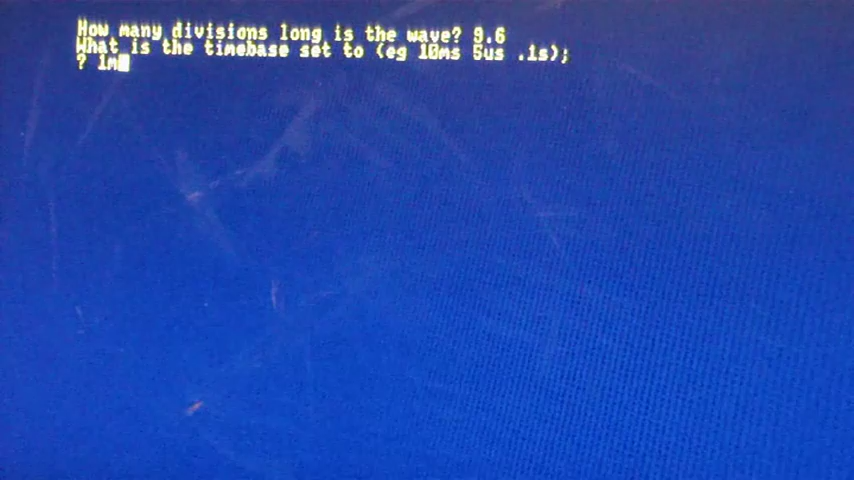 How many divisions long is the wave? 9.6
What is the timebase set to (eg 10ms 5us .1s);
? 1m